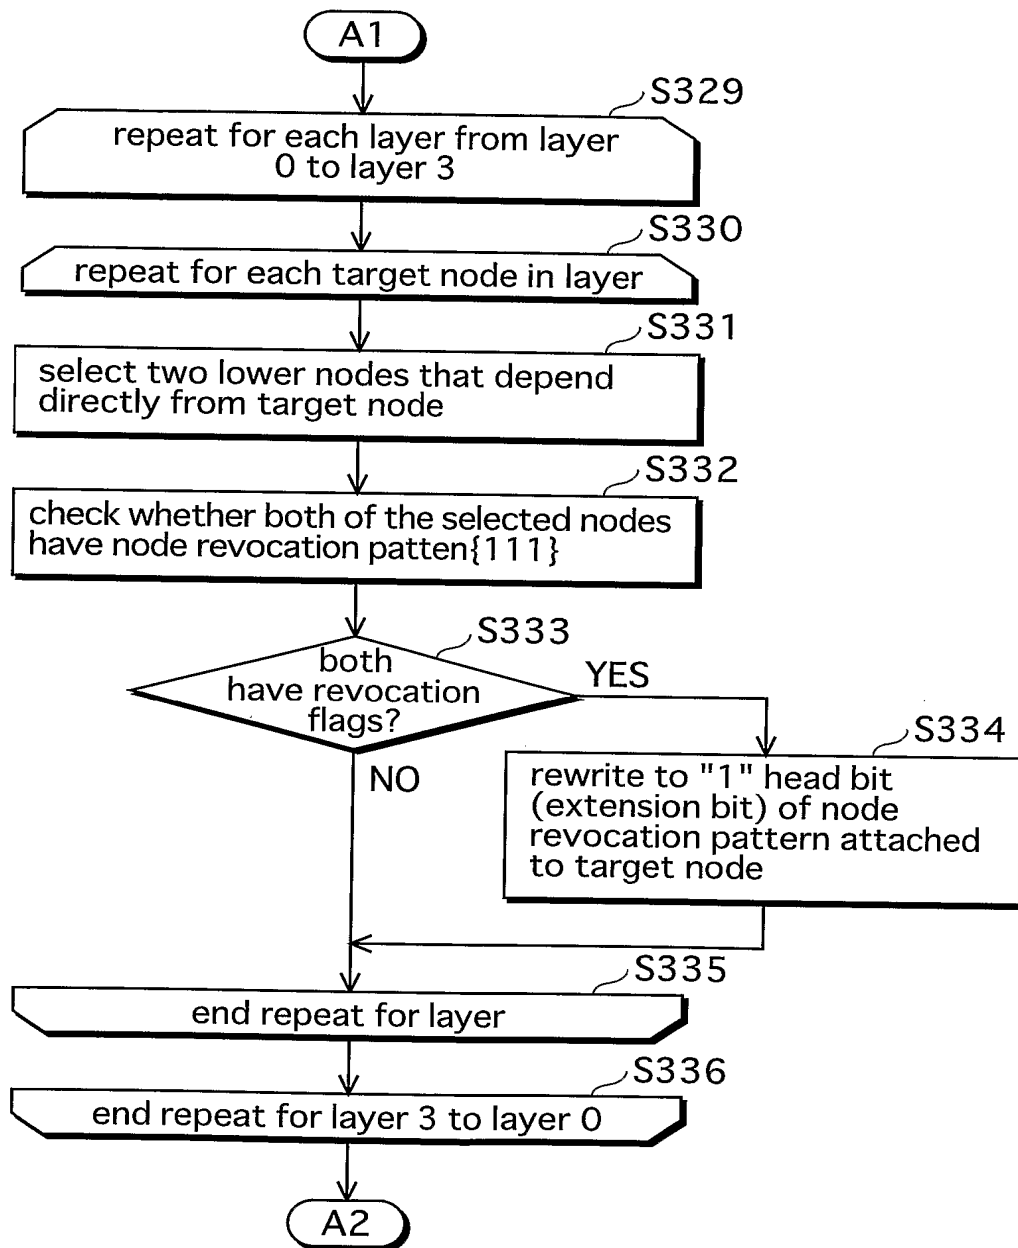 A1
S329
repeat for each layer from layer
0 to layer 3
S330
repeat for each target node in layer
S331
select two lower nodes that depend
directly from target node
S332
check whether both of the selected nodes
have node revocation patten{111}
S333
both
have revocation
flags?
YES
NO
S334
rewrite to "1" head bit
(extension bit) of node
revocation pattern attached
to target node
S335
end repeat for layer
S336
end repeat for layer 3 to layer 0
A2